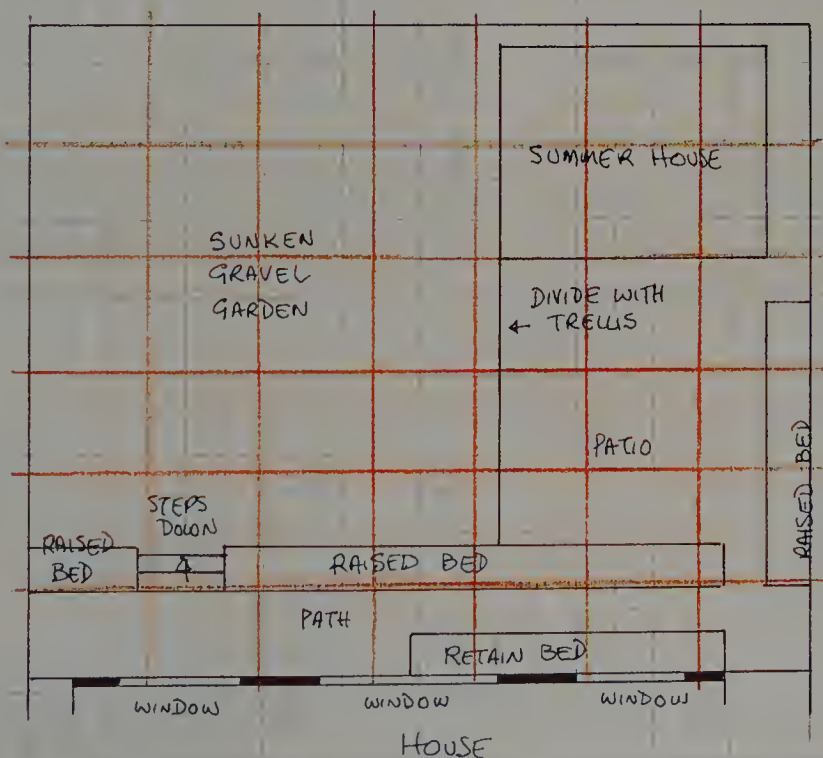 SUMMER HOUSE
SUNKEN
GRAVEL
GARDEN
DIVIDE WITH
← TRELLIS
PATIO
RAISED BED
STEPS
DOWN
RAISED
BED
RAISED BED
PATH
RETAIN BED
WINDOW
WINDOW
WINDOW
HOUSE